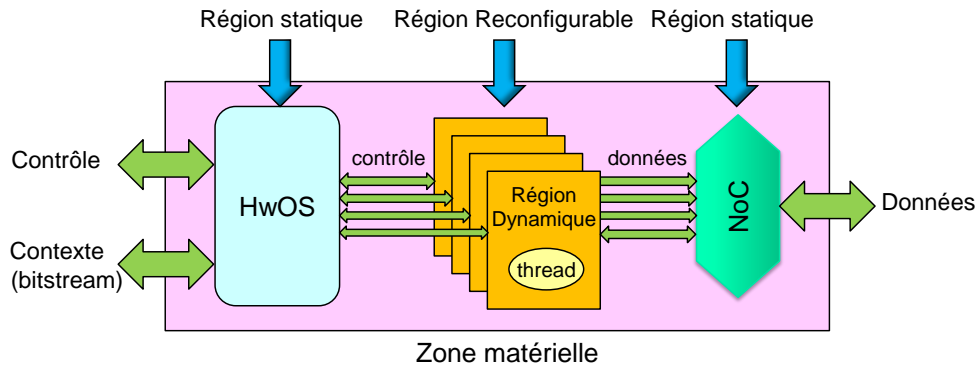 Région statique
Région Reconfigurable
Région statique
Contrôle
Contexte
(bitstream)
HwOS
contrôle
Région
Dynamique
thread
données
NoC
Données
Zone matérielle